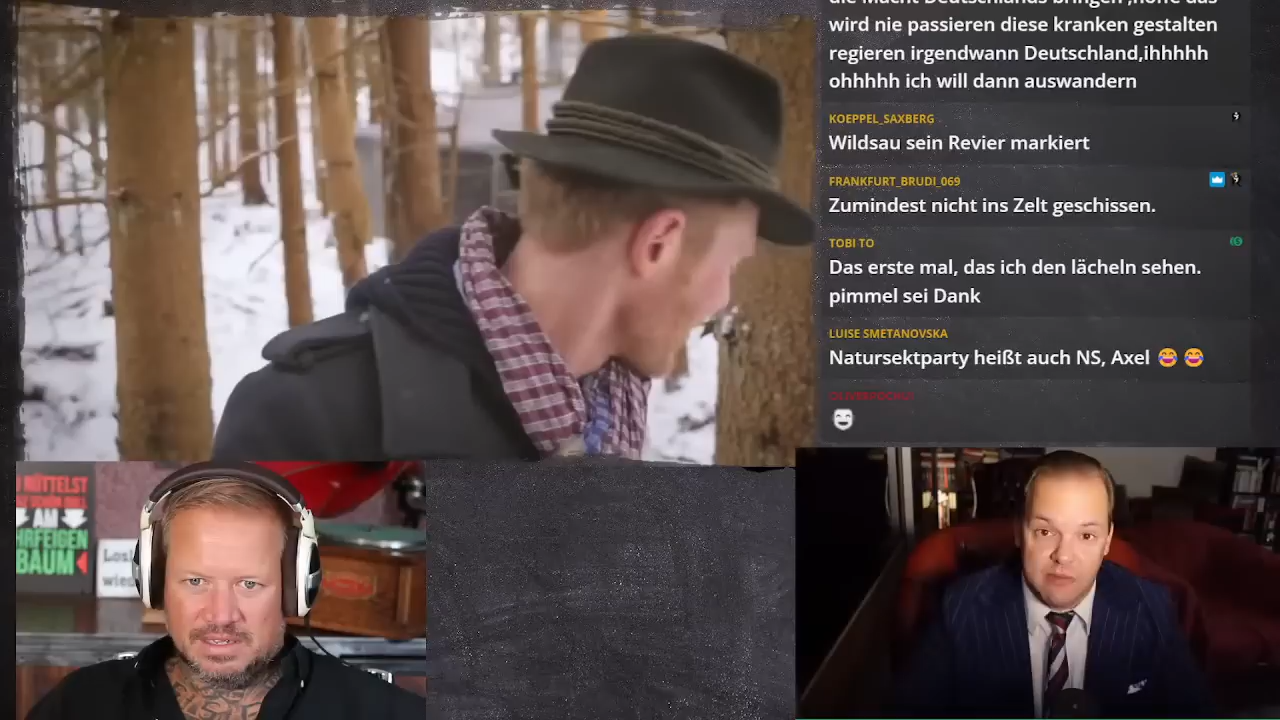 die Macht Deutschlands bringen ,hoffe das
wird nie passieren diese kranken gestalten
regieren irgendwann Deutschland,ihhhhh
ohhhhh ich will dann auswandern
KOEPPEL_SAXBERG
Wildsau sein Revier markiert
FRANKFURT_BRUDI_069
Zumindest nicht ins Zelt geschissen.
TOBI TO
Das erste mal, das ich den lächeln sehen.
pimmel sei Dank
LUISE SMETANOVSKA
Natursektparty heißt auch NS, Axel 😂 😂
AM
BAUM